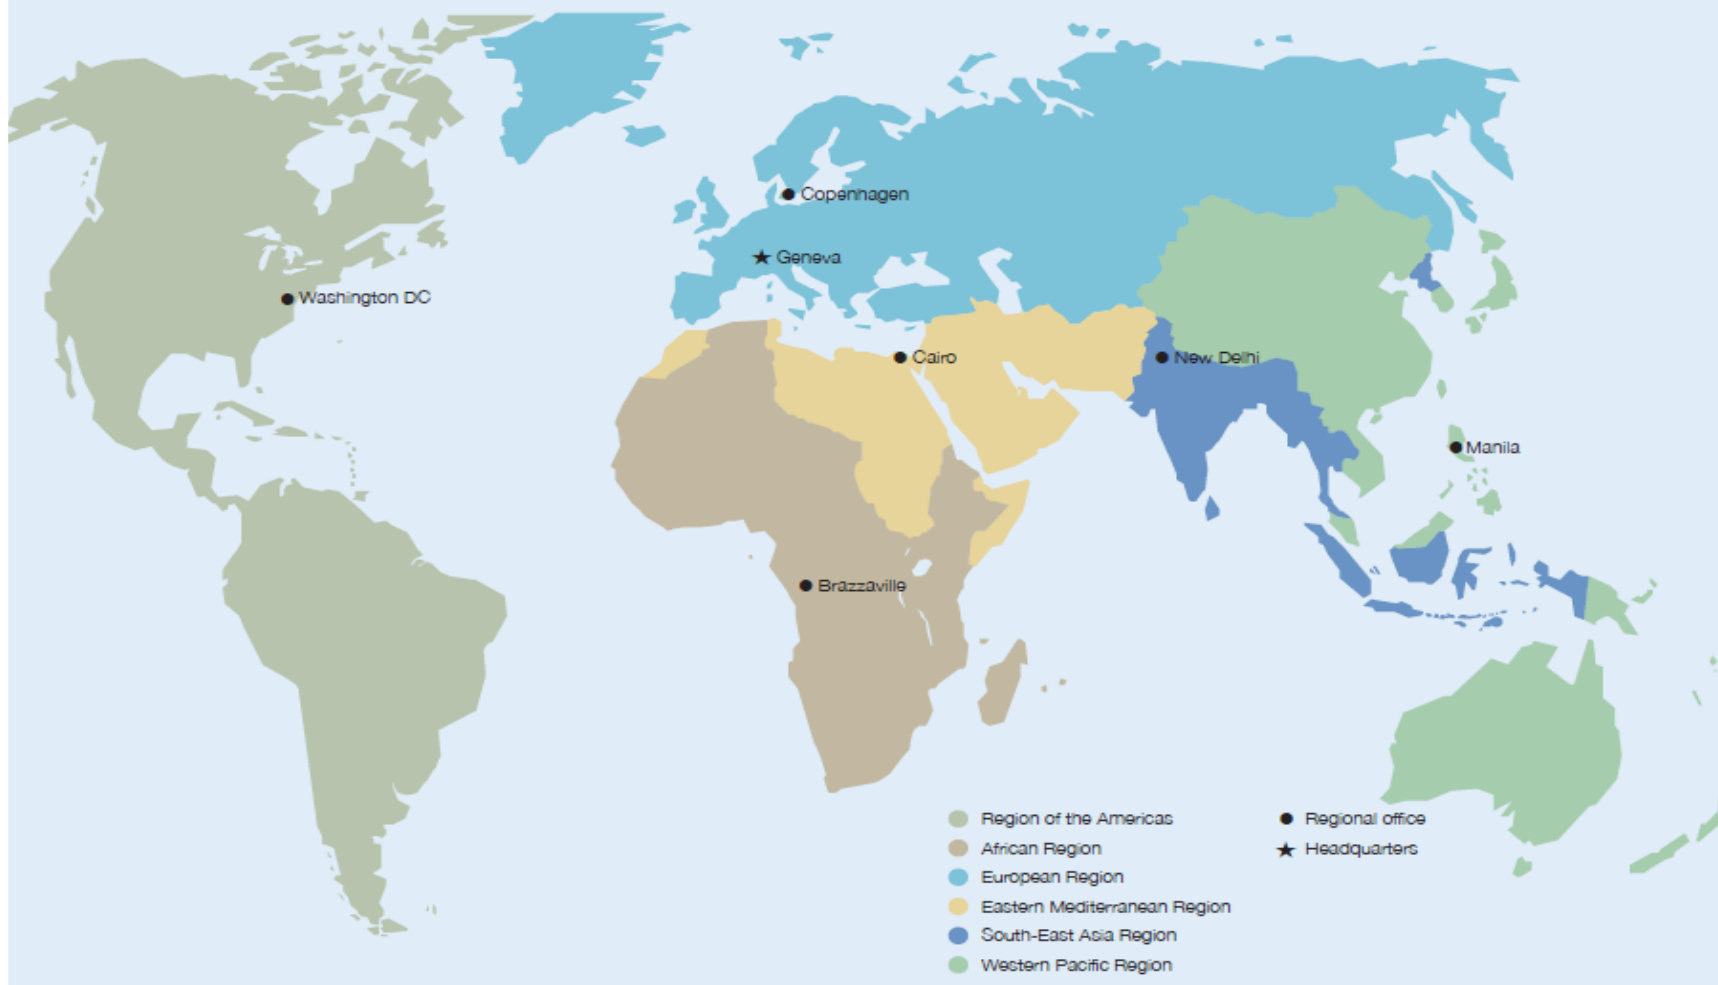 Copenhagen
Geneva
Washington DC
Cairo
New Delhi
Manila
Brazzaville
Region of the Americas
African Region
European Region
Eastern Mediterranean Region
South-East Asia Region
Western Pacific Region
Regional office
Headquarters